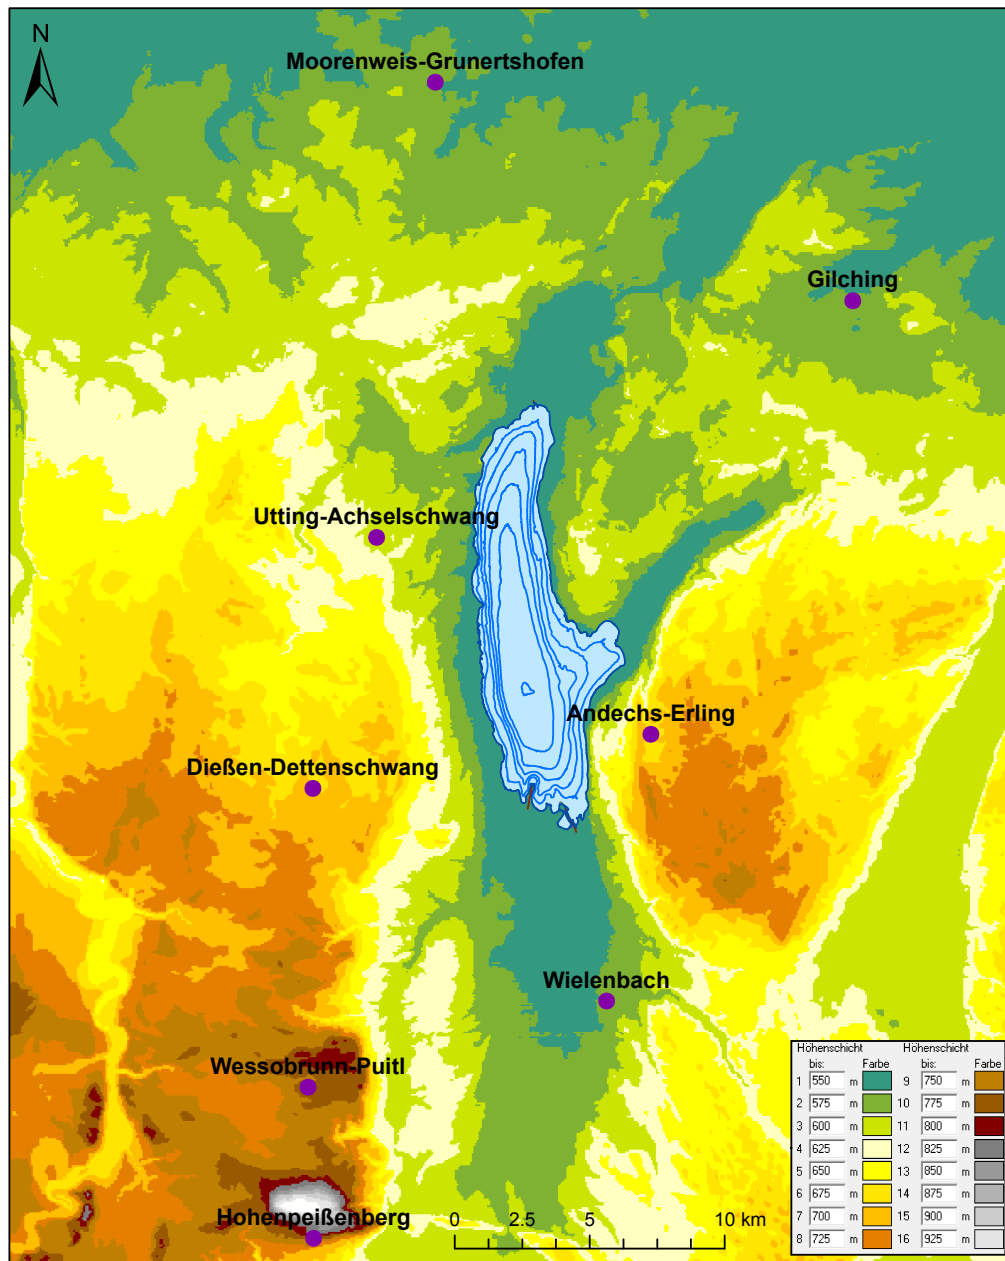 N
Moorenweis-Grunertshofen
Gilching
Utting-Achselschwang
Andechs-Erling
Dießen-Dettenschwang
Wielenbach
Wessobrunn-Puitl
Hohenpeißenberg
0 2.5 5 10 km
Höhenschicht Höhenschicht
bis: Farbe bis: Farbe
1 550 m 9 750 m
2 575 m 10 775 m
3 600 m 11 800 m
4 625 m 12 825 m
5 650 m 13 850 m
6 675 m 14 875 m
7 700 m 15 900 m
8 725 m 16 925 m